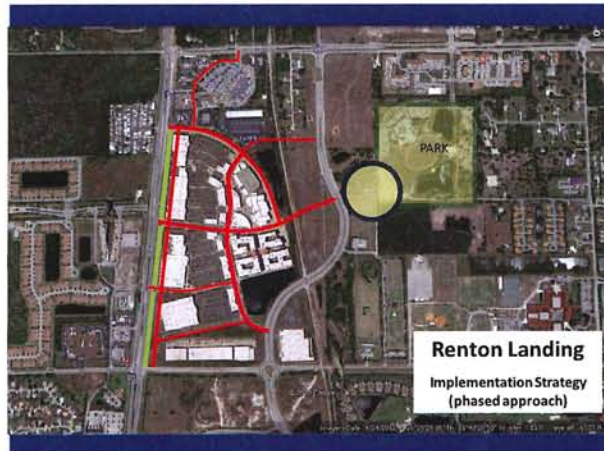 PARK
Renton Landing
Implementation Strategy
(phased approach)